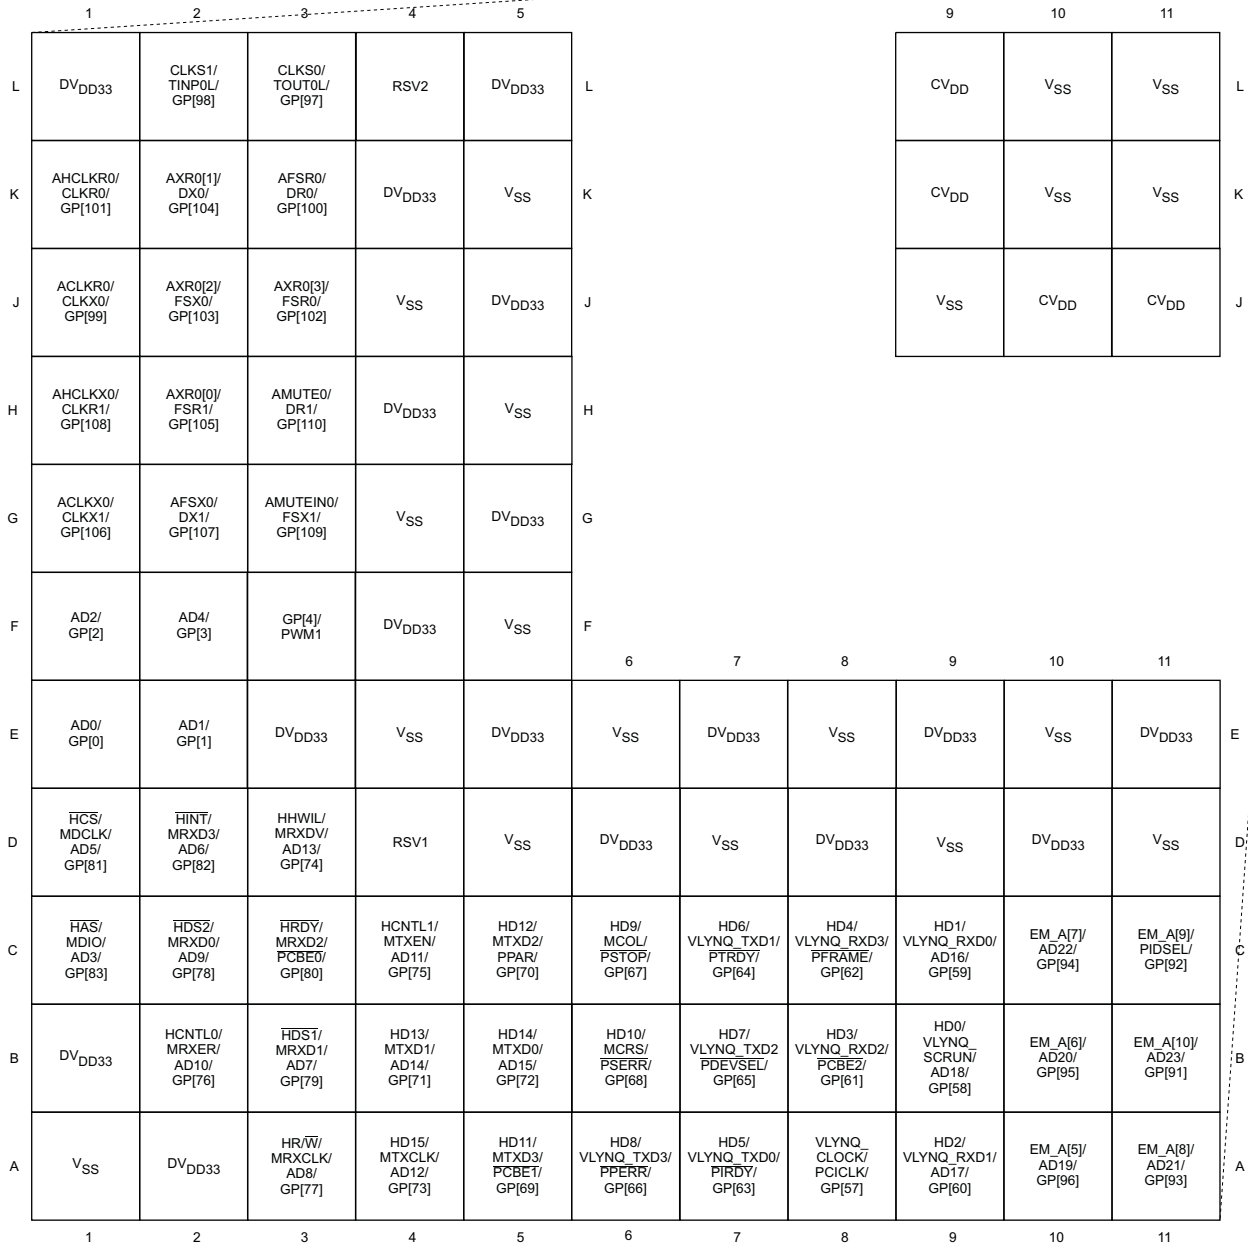 1 2 3 4 5 9 10 11
L DVDD33 CLKS1/ TINP0L/ GP[98] CLKS0/ TOUT0L/ GP[97] RSV2 DVDD33 L CVDD VSS VSS L
K AHCLKR0/ CLKR0/ GP[101] AXR0[1]/ DX0/ GP[104] AFSR0/ DR0/ GP[100] DVDD33 VSS K CVDD VSS VSS K
J ACLKR0/ CLKX0/ GP[99] AXR0[2]/ FSX0/ GP[103] AXR0[3]/ FSR0/ GP[102] VSS DVDD33 J VSS CVDD CVDD J
H AHCLKX0/ CLKR1/ GP[108] AXR0[0]/ FSR1/ GP[105] AMUTE0/ DR1/ GP[110] DVDD33 VSS H
G ACLKX0/ CLKX1/ GP[106] AFSX0/ DX1/ GP[107] AMUTEIN0/ FSX1/ GP[109] VSS DVDD33 G
F AD2/ GP[2] AD4/ GP[3] GP[4]/ PWM1 DVDD33 VSS F
6 7 8 9 10 11
E AD0/ GP[0] AD1/ GP[1] DVDD33 VSS DVDD33 VSS DVDD33 VSS DVDD33 VSS DVDD33 E
D HCS/ MDCLK/ AD5/ GP[81] HINT/ MRXD3/ AD6/ GP[82] HHWIL/ MRXDV/ AD13/ GP[74] RSV1 VSS DVDD33 VSS DVDD33 VSS DVDD33 VSS D
C HAS/ MDIO/ AD3/ GP[83] HDS2/ MRXD0/ AD9/ GP[78] HRDY/ MRXD2/ PCBE0/ GP[80] HCNTL1/ MTXEN/ AD11/ GP[75] HD12/ MTXD2/ PPAR/ GP[70] HD9/ MCOL/ PSTOP/ GP[67] HD6/ VLYNQ_TXD1/ PTRDY/ GP[64] HD4/ VLYNQ_RXD3/ PFRAME/ GP[62] HD1/ VLYNQ_RXD0/ AD16/ GP[59] EM_A[7]/ AD22/ GP[94] EM_A[9]/ PIDSEL/ GP[92] C
B DVDD33 HCNTL0/ MRXER/ AD10/ GP[76] HDS1/ MRXD1/ AD7/ GP[79] HD13/ MTXD1/ AD14/ GP[71] HD14/ MTXD0/ AD15/ GP[72] HD10/ MCRS/ PSERR/ GP[68] HD7/ VLYNQ_TXD2 PDEVSEL/ GP[65] HD3/ VLYNQ_RXD2/ PCBE2/ GP[61] HD0/ VLYNQ_ SCRUN/ AD18/ GP[58] EM_A[6]/ AD20/ GP[95] EM_A[10]/ AD23/ GP[91] B
A VSS DVDD33 HR/W/ MRXCLK/ AD8/ GP[77] HD15/ MTXCLK/ AD12/ GP[73] HD11/ MTXD3/ PCBE1/ GP[69] HD8/ VLYNQ_TXD3/ PPERR/ GP[66] HD5/ VLYNQ_TXD0/ PIRDY/ GP[63] VLYNQ_ CLOCK/ PCICLK/ GP[57] HD2/ VLYNQ_RXD1/ AD17/ GP[60] EM_A[5]/ AD19/ GP[96] EM_A[8]/ AD21/ GP[93] A
1 2 3 4 5 6 7 8 9 10 11